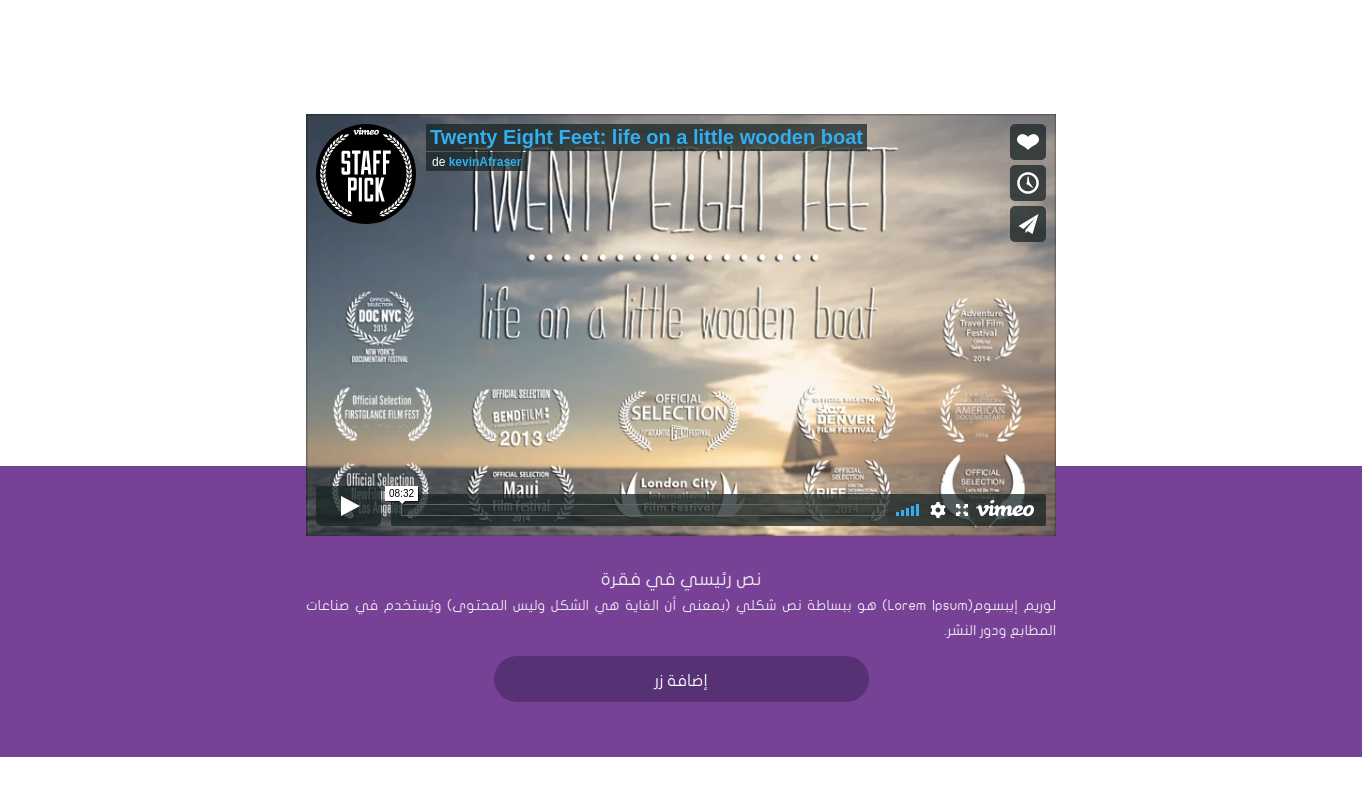 vimeo
STAFF
PICK
Twenty Eight Feet: life on a little wooden boat
de kevinAfraser
TWENTY EIGHT FEET
life on a little wooden boat
OFFICIAL SELECTION
DOC NYC
2013
NEW YORK'S
DOCUMENTARY FESTIVAL
Adventure
Travel Film
Festival
Official
Selection
2014
Official Selection
FIRSTGLANCE FILM FEST
OFFICIAL SELECTION
BENDFILM:
2013
OFFICIAL
SELECTION
FILM FESTIVAL
OFFICIAL SELECTION
DENVER
FILM FESTIVAL
AMERICAN
DOCUMENTARY
Official Selection
Los Angeles
OFFICIAL SELECTION
Maui
Film Festival
2014
London City
International
Film Festival
OFFICIAL
SELECTION
BIFF
2014
OFFICIAL
SELECTION
08:32
vimeo
نص رئيسي في فقرة
لوريم إيبسوم(Lorem Ipsum) هو ببساطة نص شكلي (بمعنى أن الغاية هي الشكل وليس المحتوى) ويُستخدم في صناعات
المطابع ودور النشر.
إضافة زر